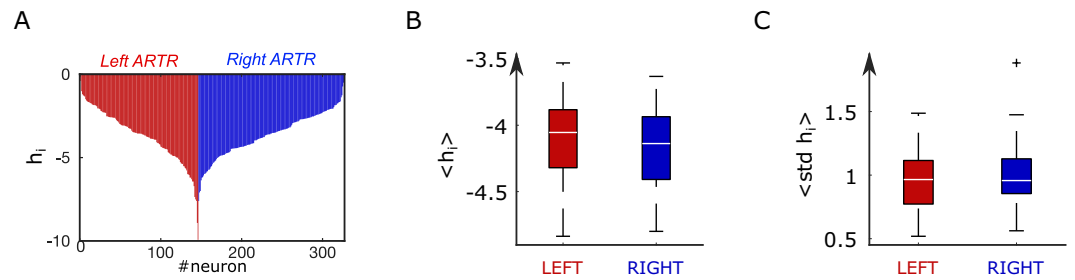 A
Left ARTR
Right ARTR
0
-5
-10
h_i
0
100
200
300
#neuron
B
-3.5
-4
-4.5
<h_i>
LEFT
RIGHT
C
1.5
1
0.5
<std h_i>
LEFT
RIGHT